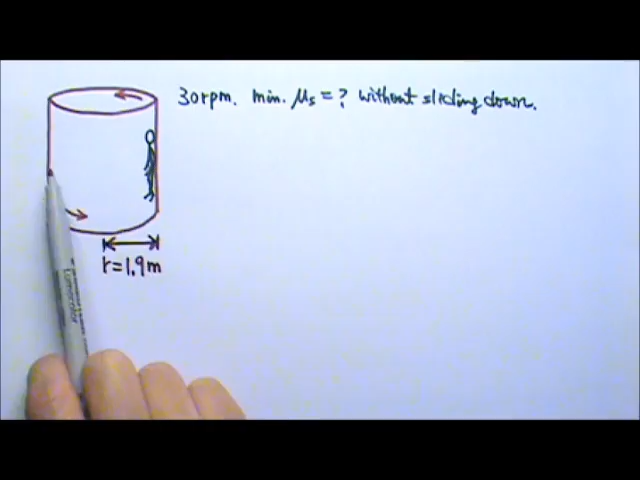 30rpm. min. μs = ? without sliding down.
r=1.9m